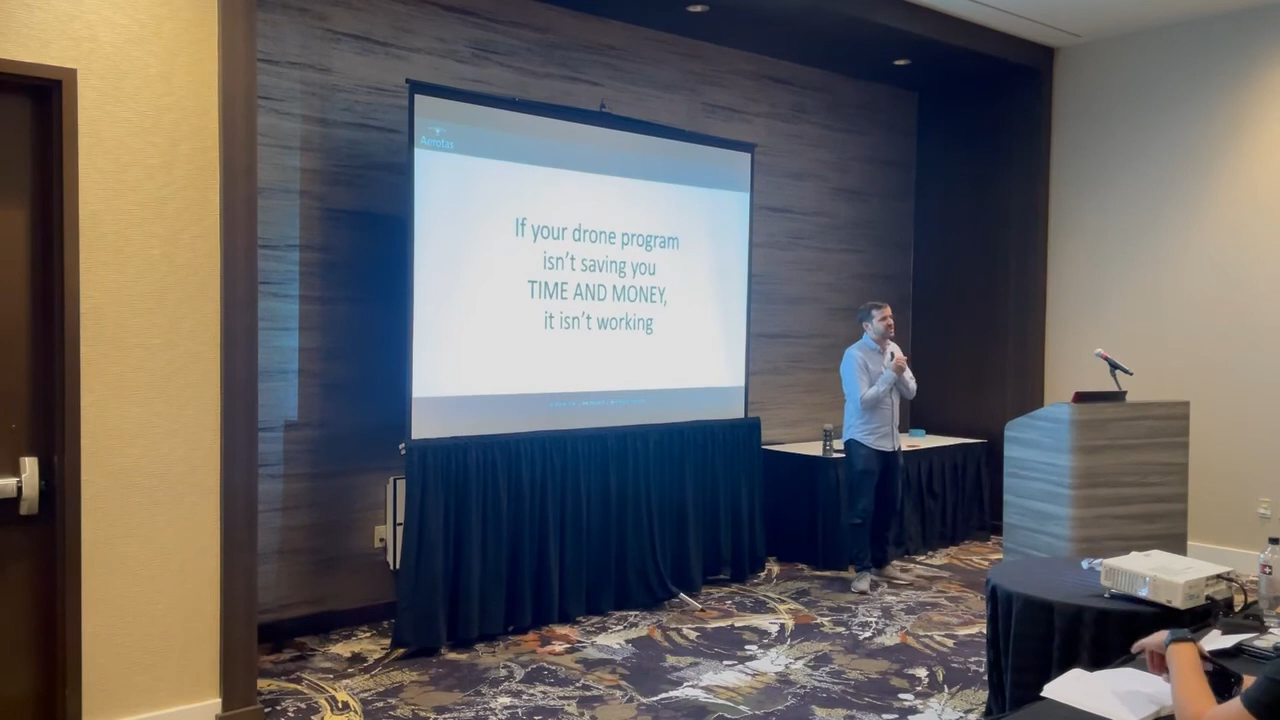 Aerotas
If your drone program
isn't saving you
TIME AND MONEY,
it isn't working